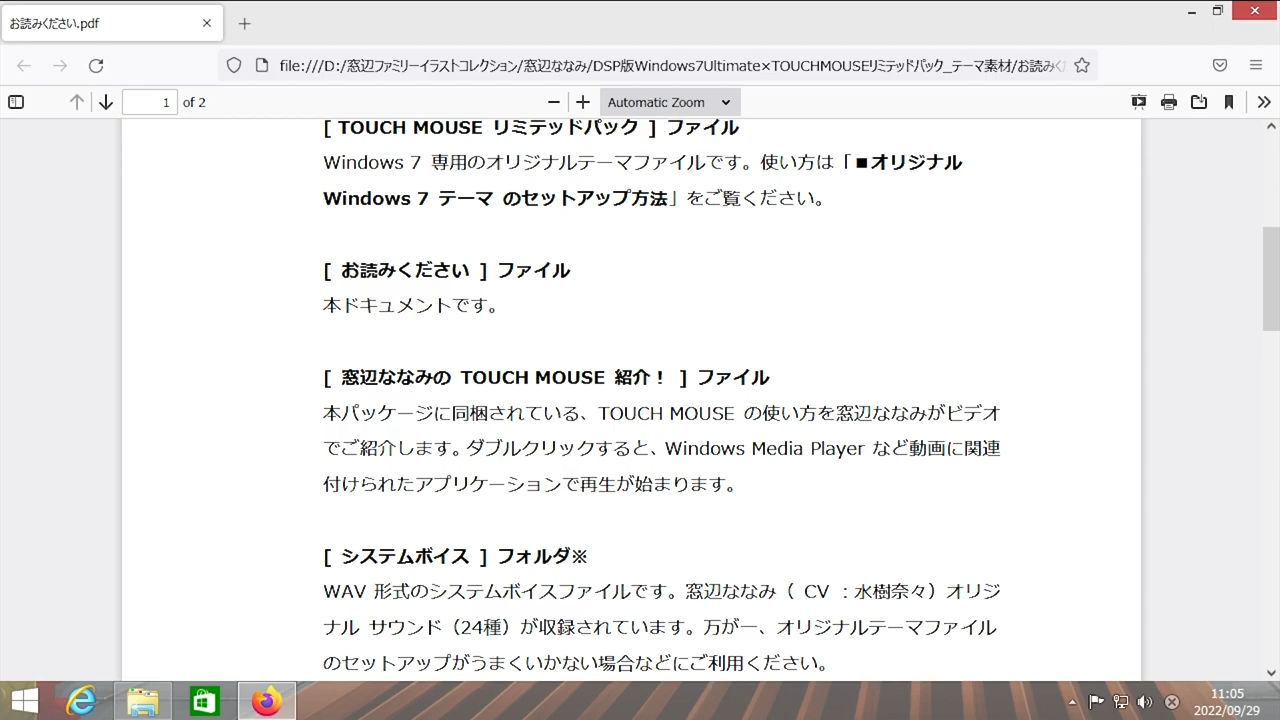 お読みください.pdf
file:///D:/窓辺ファミリーイラストコレクション/窓辺ななみ/DSP版Windows7Ultimate×TOUCHMOUSEリミテッドパック_テーマ素材/お読みく
1 of 2
Automatic Zoom
[ TOUCH MOUSE リミテッドパック ] ファイル
Windows 7 専用のオリジナルテーマファイルです。使い方は「■オリジナル
Windows 7 テーマ のセットアップ方法」をご覧ください。
[ お読みください ] ファイル
本ドキュメントです。
[ 窓辺ななみの TOUCH MOUSE 紹介！ ] ファイル
本パッケージに同梱されている、TOUCH MOUSE の使い方を窓辺ななみがビデオ
でご紹介します。ダブルクリックすると、Windows Media Player など動画に関連
付けられたアプリケーションで再生が始まります。
[ システムボイス ] フォルダ※
WAV 形式のシステムボイスファイルです。窓辺ななみ（ CV ：水樹奈々）オリジ
ナル サウンド（24種）が収録されています。万が一、オリジナルテーマファイル
のセットアップがうまくいかない場合などにご利用ください。
11:05
2022/09/29